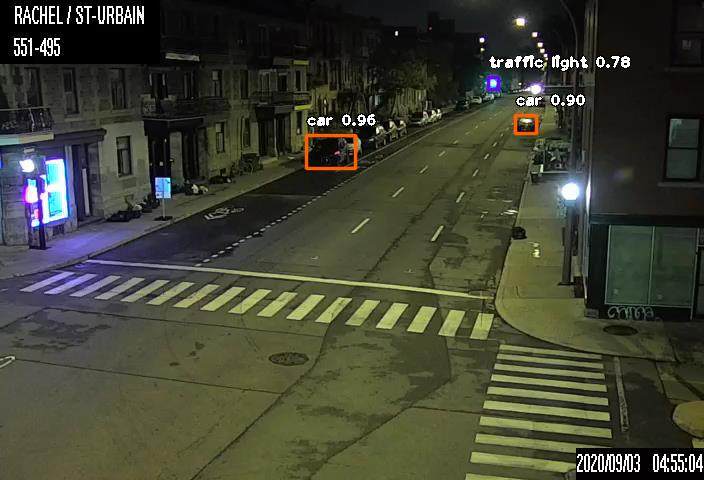 RACHEL / ST-URBAIN
551-495
traffic light 0.78
car 0.90
car 0.96
2020/09/03 04:55:04